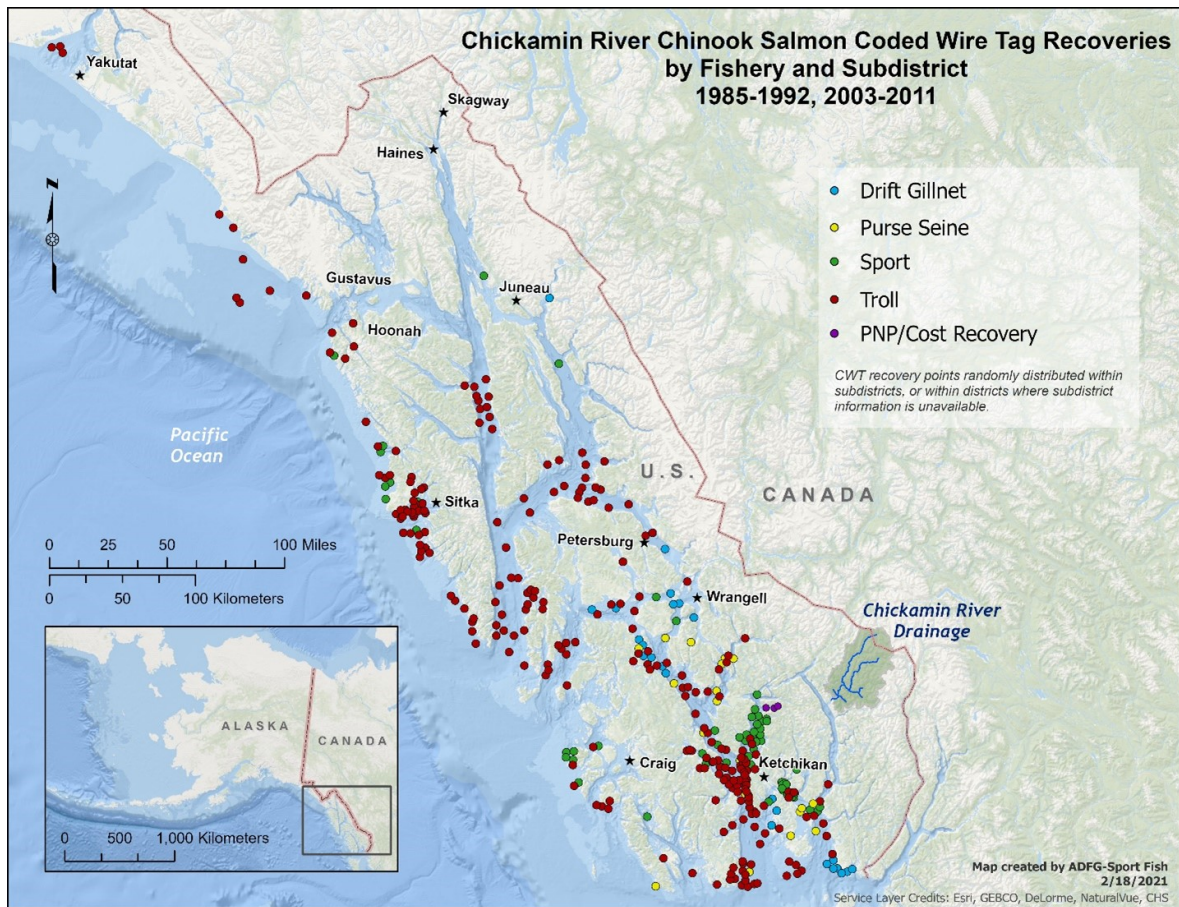 Chickamin River Chinook Salmon Coded Wire Tag Recoveries
by Fishery and Subdistrict
1985-1992, 2003-2011
Yakutat
Skagway
Haines
N
Drift Gillnet
Purse Seine
Sport
Troll
PNP/Cost Recovery
CWT recovery points randomly distributed within
subdistricts, or within districts where subdistrict
information is unavailable.
Gustavus
Juneau
Hoonah
Pacific
Ocean
U.S.
CANADA
Sitka
0 25 50 100 Miles
0 50 100 Kilometers
Petersburg
Wrangell
Chickamin River
Drainage
Craig
Ketchikan
ALASKA
CANADA
0 500 1,000 Kilometers
Map created by ADFG-Sport Fish
2/18/2021
Service Layer Credits: Esri, GEBCO, DeLorme, NaturalVue, CHS